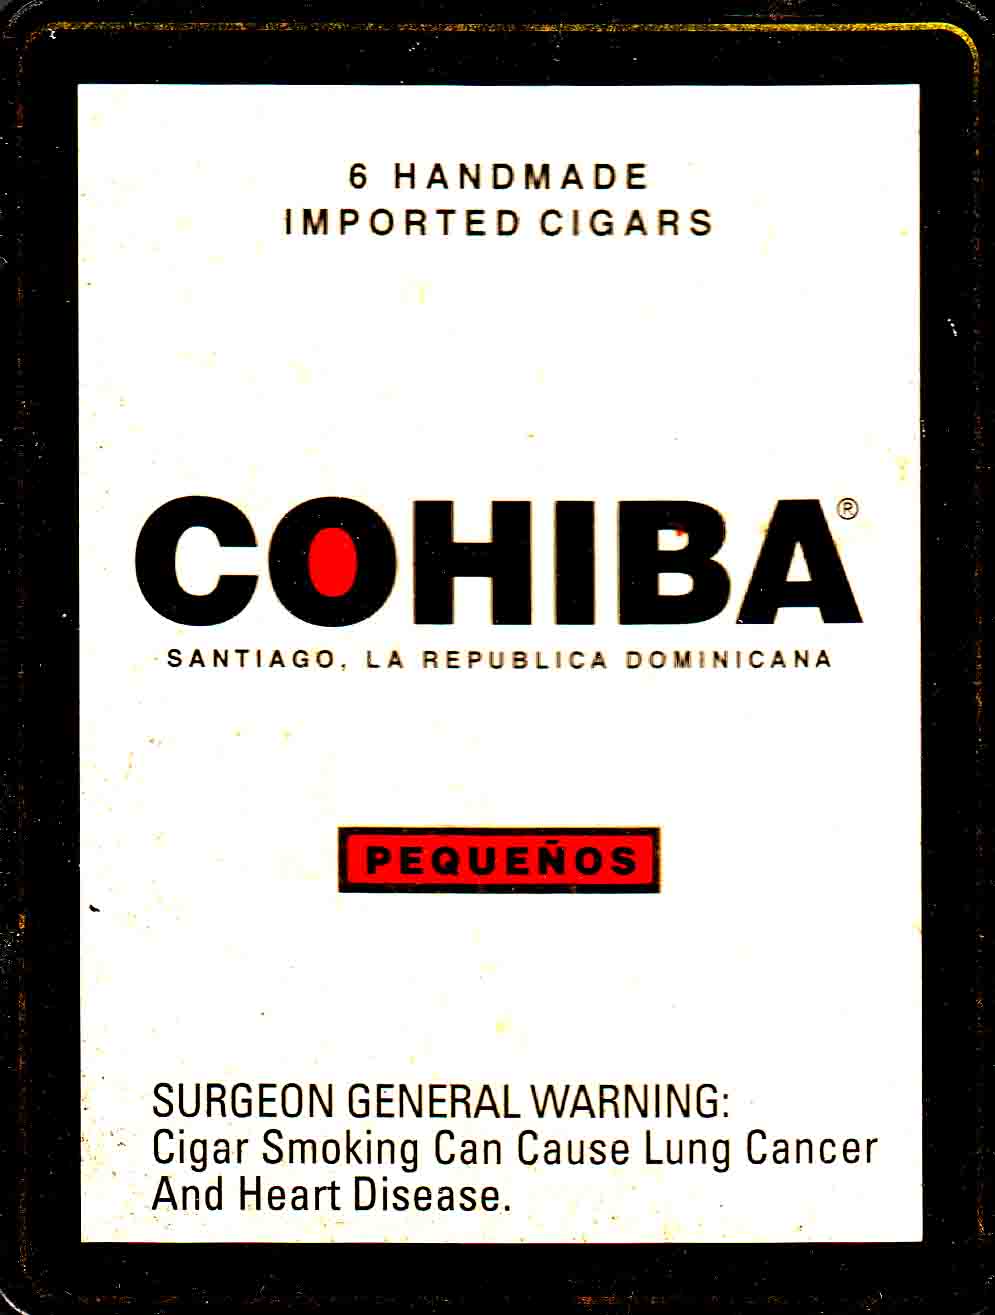 6 HANDMADE
IMPORTED CIGARS
COHIBA®
SANTIAGO, LA REPUBLICA DOMINICANA
PEQUEÑOS
SURGEON GENERAL WARNING:
Cigar Smoking Can Cause Lung Cancer
And Heart Disease.